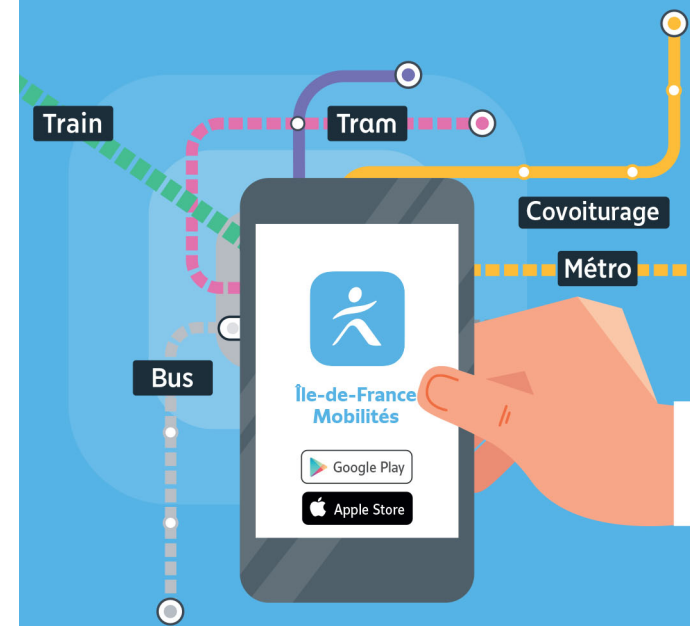 Train
Tram
Covoiturage
Métro
Bus
Île-de-France
Mobilités
Google Play
Apple Store